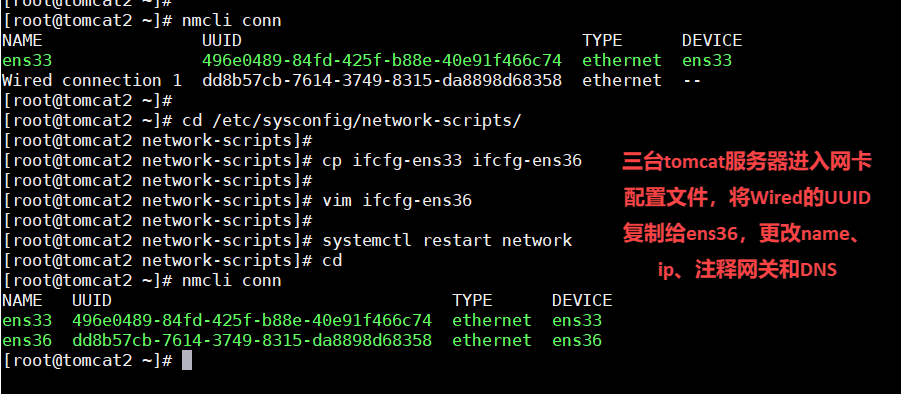 [root@tomcat2 ~]#
[root@tomcat2 ~]# nmcli conn
NAME                UUID                                  TYPE      DEVICE
ens33               496e0489-84fd-425f-b88e-40e91f466c74  ethernet  ens33
Wired connection 1  dd8b57cb-7614-3749-8315-da8898d68358  ethernet  --
[root@tomcat2 ~]#
[root@tomcat2 ~]# cd /etc/sysconfig/network-scripts/
[root@tomcat2 network-scripts]#
[root@tomcat2 network-scripts]# cp ifcfg-ens33 ifcfg-ens36
[root@tomcat2 network-scripts]#
[root@tomcat2 network-scripts]# vim ifcfg-ens36
[root@tomcat2 network-scripts]#
[root@tomcat2 network-scripts]# systemctl restart network
[root@tomcat2 network-scripts]# cd
[root@tomcat2 ~]# nmcli conn
NAME   UUID                                  TYPE      DEVICE
ens33  496e0489-84fd-425f-b88e-40e91f466c74  ethernet  ens33
ens36  dd8b57cb-7614-3749-8315-da8898d68358  ethernet  ens36
[root@tomcat2 ~]#
三台tomcat服务器进入网卡
配置文件，将Wired的UUID
复制给ens36，更改name、
ip、注释网关和DNS